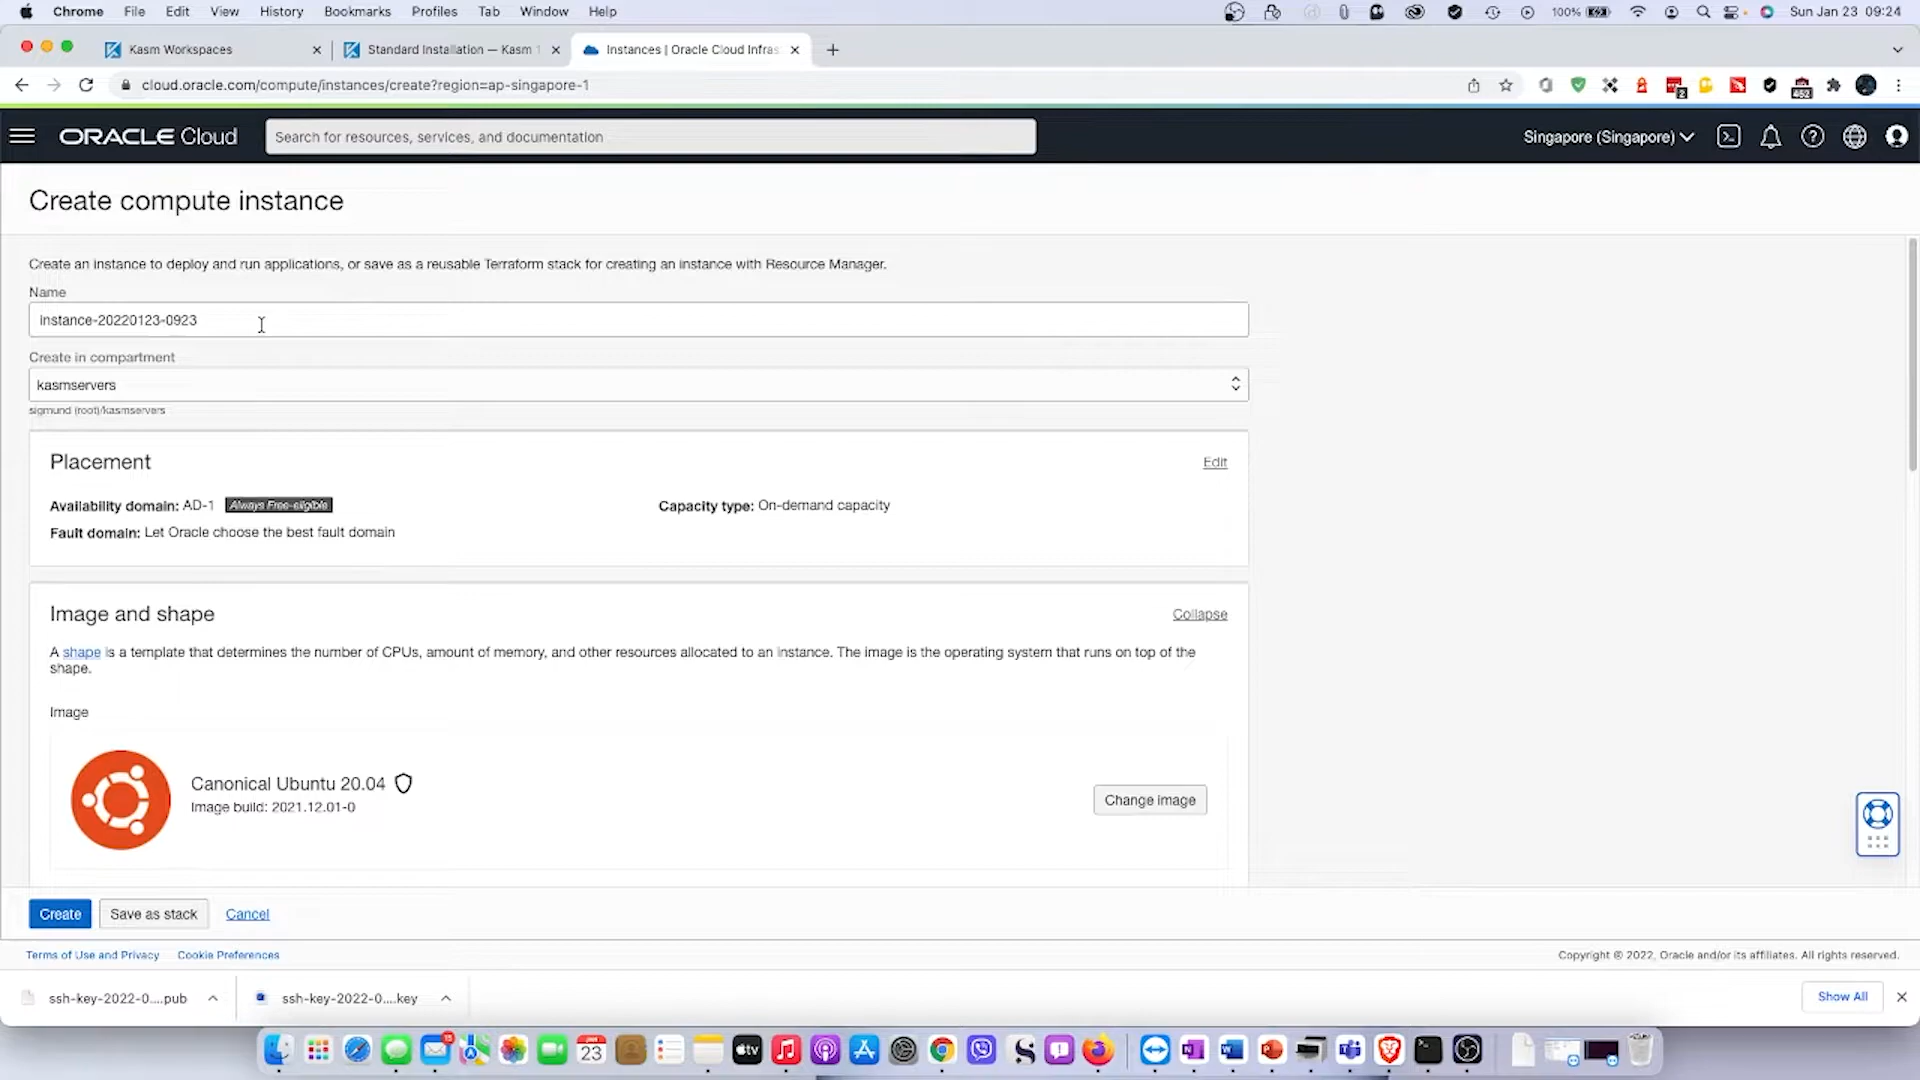 Chrome File Edit View History Bookmarks Profiles Tab Window Help 100% Sun Jan 23 09:24
Kasm Workspaces Standard Installation — Kasm 1 Instances | Oracle Cloud Infras
cloud.oracle.com/compute/instances/create?region=ap-singapore-1
2
452
ORACLE Cloud Search for resources, services, and documentation Singapore (Singapore)
Create compute instance
Create an instance to deploy and run applications, or save as a reusable Terraform stack for creating an instance with Resource Manager.
Name
instance-20220123-0923
Create in compartment
kasmservers
sigmund (root)/kasmservers
Placement Edit
Availability domain: AD-1 Always Free-eligible Capacity type: On-demand capacity
Fault domain: Let Oracle choose the best fault domain
Image and shape Collapse
A shape is a template that determines the number of CPUs, amount of memory, and other resources allocated to an instance. The image is the operating system that runs on top of the
shape.
Image
Canonical Ubuntu 20.04
Image build: 2021.12.01-0
Change image
Create Save as stack Cancel
Terms of Use and Privacy Cookie Preferences Copyright © 2022, Oracle and/or its affiliates. All rights reserved.
ssh-key-2022-0....pub ssh-key-2022-0....key Show All
23
tv